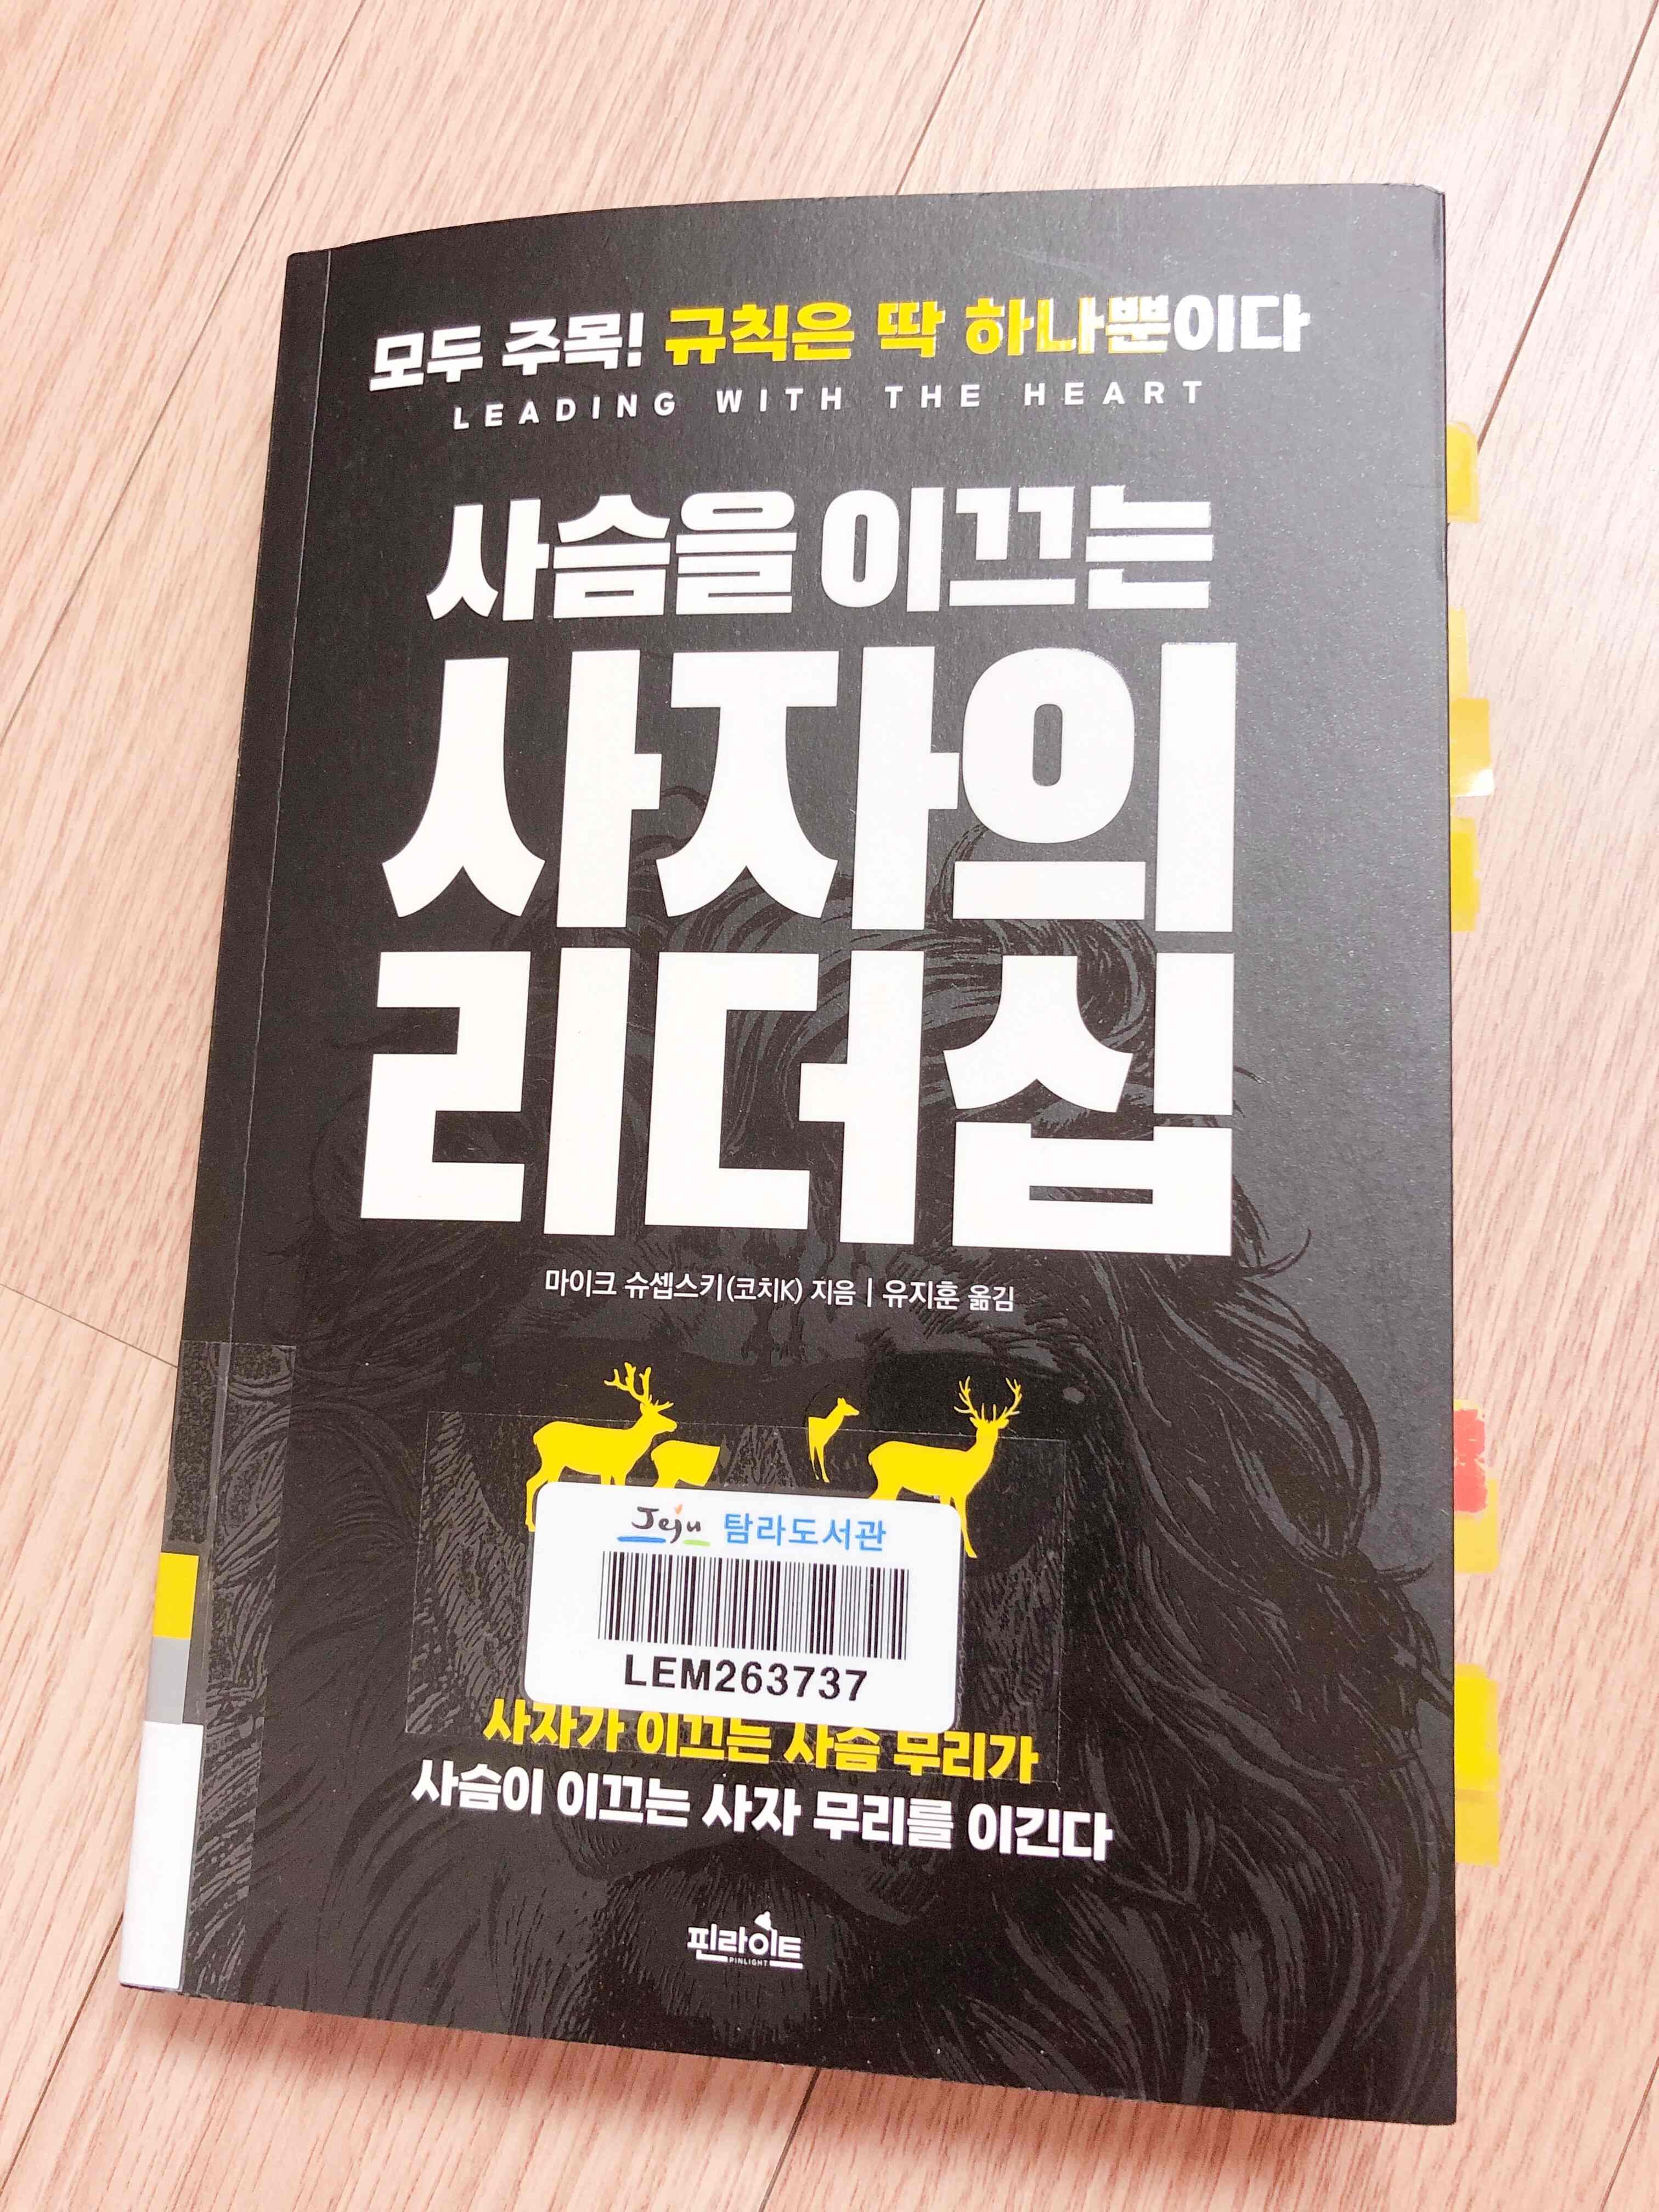 모두 주목! 규칙은 딱 하나뿐이다
LEADING WITH THE HEART
사슴을 이끄는
사자의
리더십
마이크 슈셉스키(코치K) 지음 | 유지훈 옮김
Jeju 탐라도서관
LEM263737
사자가 이끄는 사슴 무리가
사슴이 이끄는 사자 무리를 이긴다
핀라이트
PINLIGHT